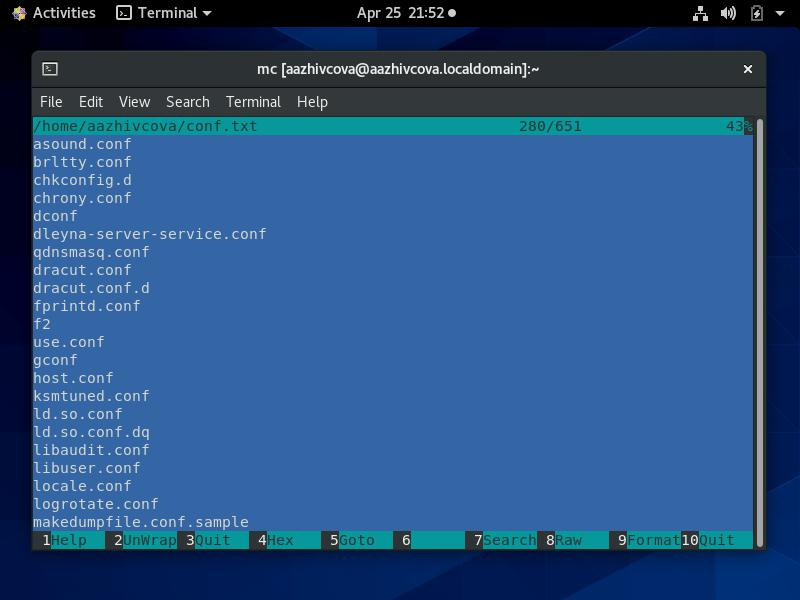 Activities Terminal Apr 25 21:52
mc [aazhivcova@aazhivcova.localdomain]:~ ×
File Edit View Search Terminal Help
/home/aazhivcova/conf.txt 280/651 43%
asound.conf
brltty.conf
chkconfig.d
chrony.conf
dconf
dleyna-server-service.conf
qdnsmasq.conf
dracut.conf
dracut.conf.d
fprintd.conf
f2
use.conf
gconf
host.conf
ksmtuned.conf
ld.so.conf
ld.so.conf.dq
libaudit.conf
libuser.conf
locale.conf
logrotate.conf
makedumpfile.conf.sample
1Help 2UnWrap 3Quit 4Hex 5Goto 6 7Search 8Raw 9Format 10Quit